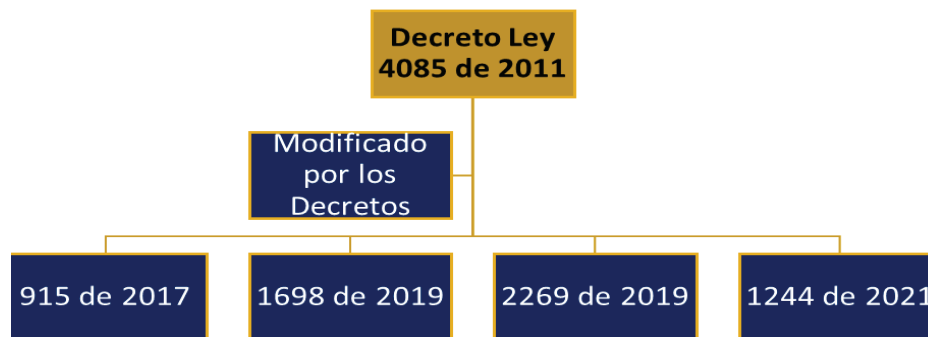 Decreto Ley
4085 de 2011
Modificado
por los
Decretos
915 de 2017
1698 de 2019
2269 de 2019
1244 de 2021